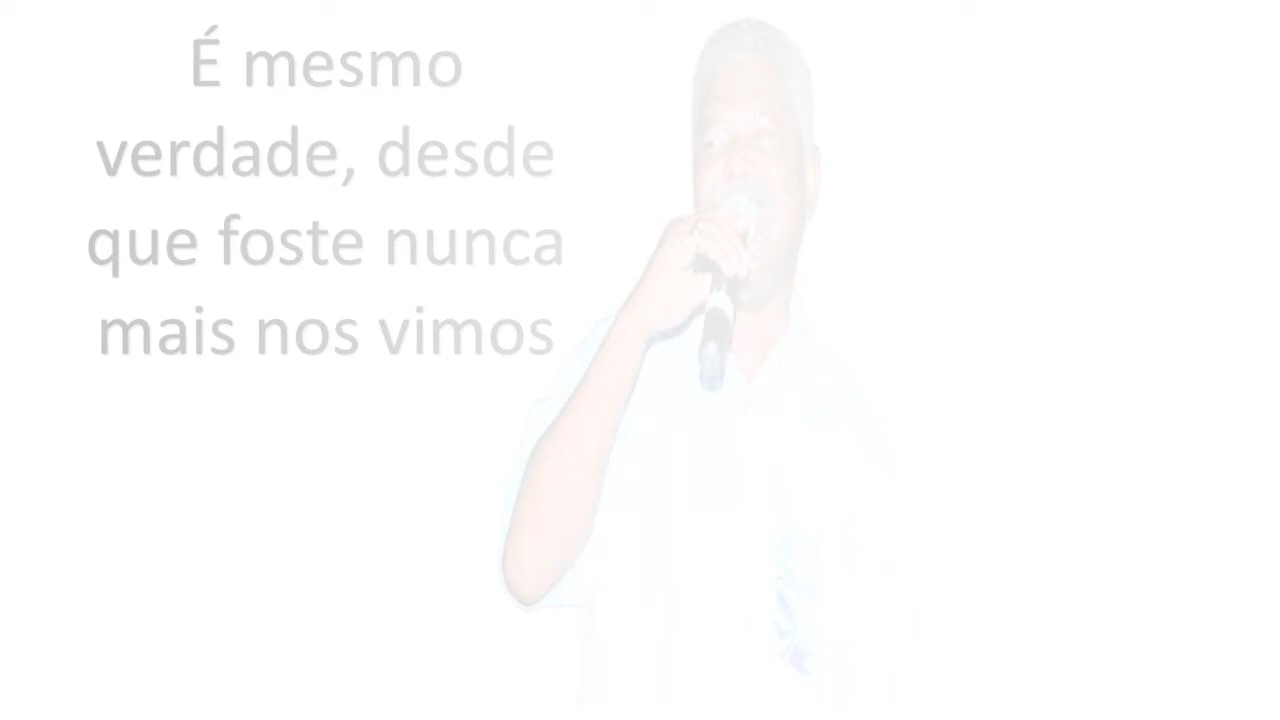 É mesmo
verdade, desde
que foste nunca
mais nos vimos